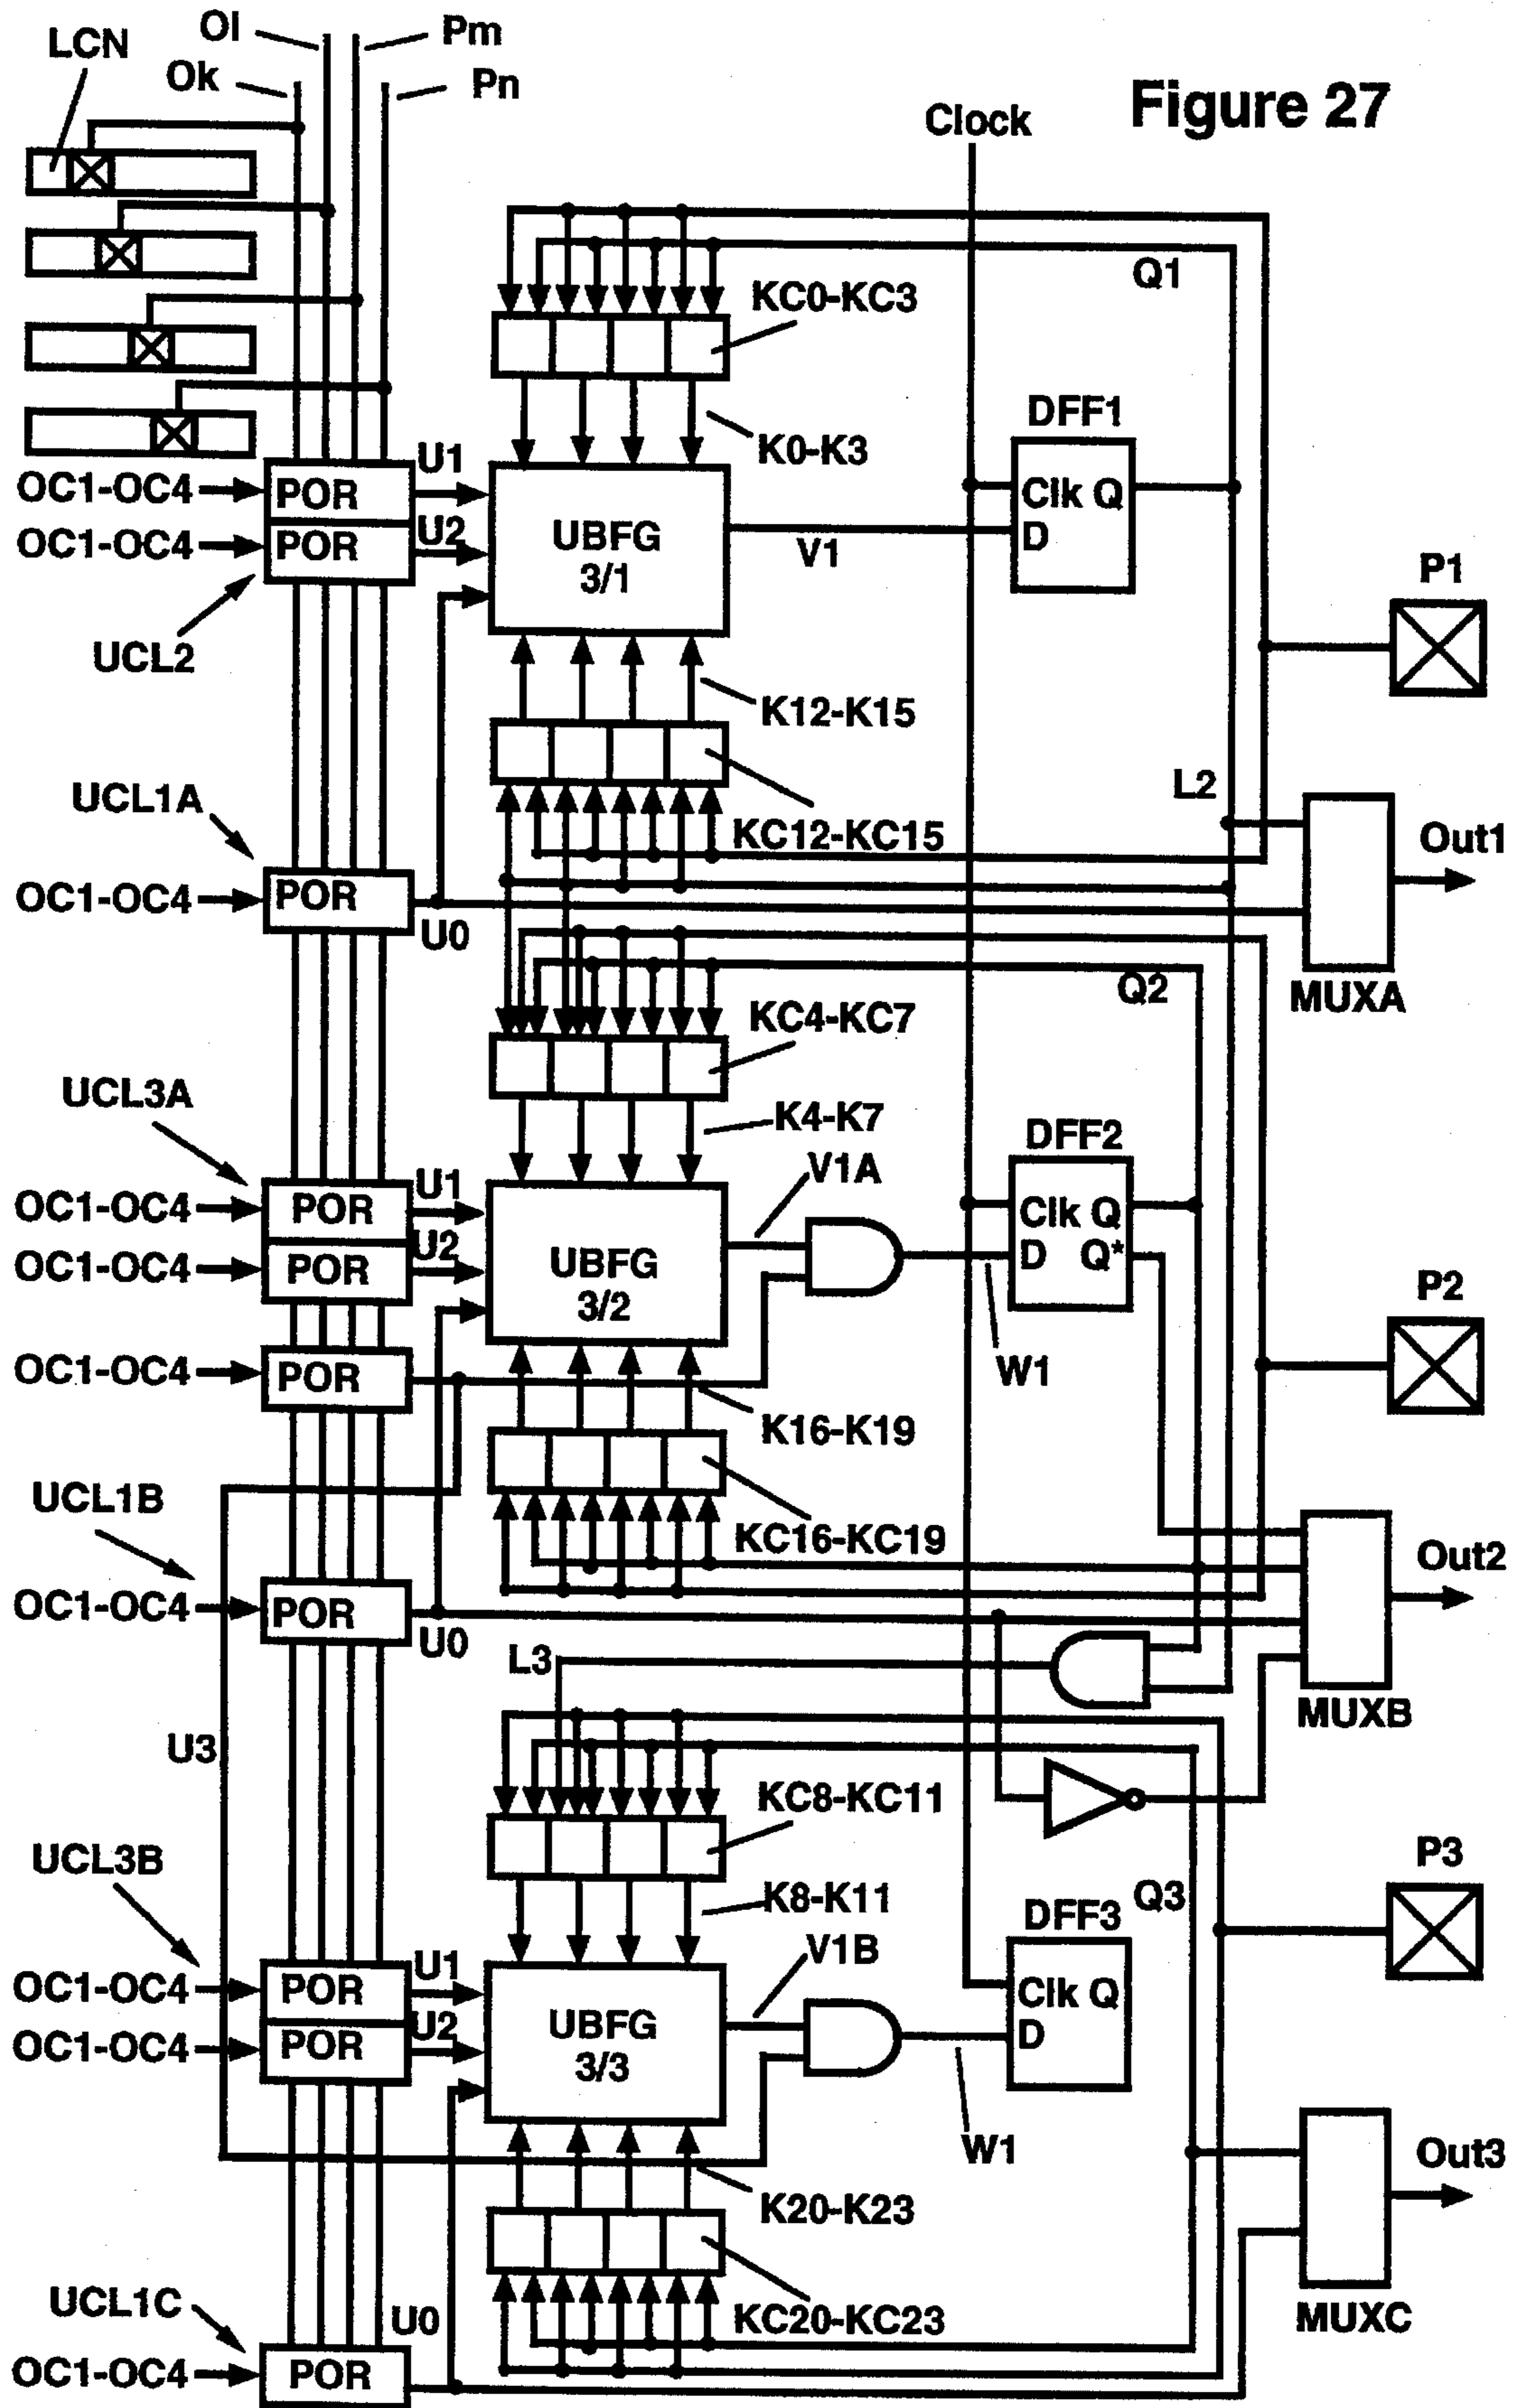 Ol
Pm
LCN
Ok
Pn
Figure 27
Clock
Q1
KC0-KC3
DFF1
K0-K3
U1
OC1-OC4
POR
Clk Q
OC1-OC4
POR
U2
UBFG
3/1
V1
D
P1
UCL2
K12-K15
L2
UCL1A
KC12-KC15
Out1
OC1-OC4
POR
U0
Q2
MUXA
KC4-KC7
UCL3A
K4-K7
DFF2
V1A
OC1-OC4
POR
U1
Clk Q
U2
OC1-OC4
POR
UBFG
3/2
D Q*
P2
OC1-OC4
POR
W1
K16-K19
UCL1B
KC16-KC19
Out2
OC1-OC4
POR
U0
L3
MUXB
U3
KC8-KC11
UCL3B
P3
K8-K11
Q3
DFF3
V1B
OC1-OC4
POR
U1
Clk Q
U2
OC1-OC4
POR
UBFG
3/3
D
W1
Out3
K20-K23
UCL1C
U0
KC20-KC23
MUXC
OC1-OC4
POR